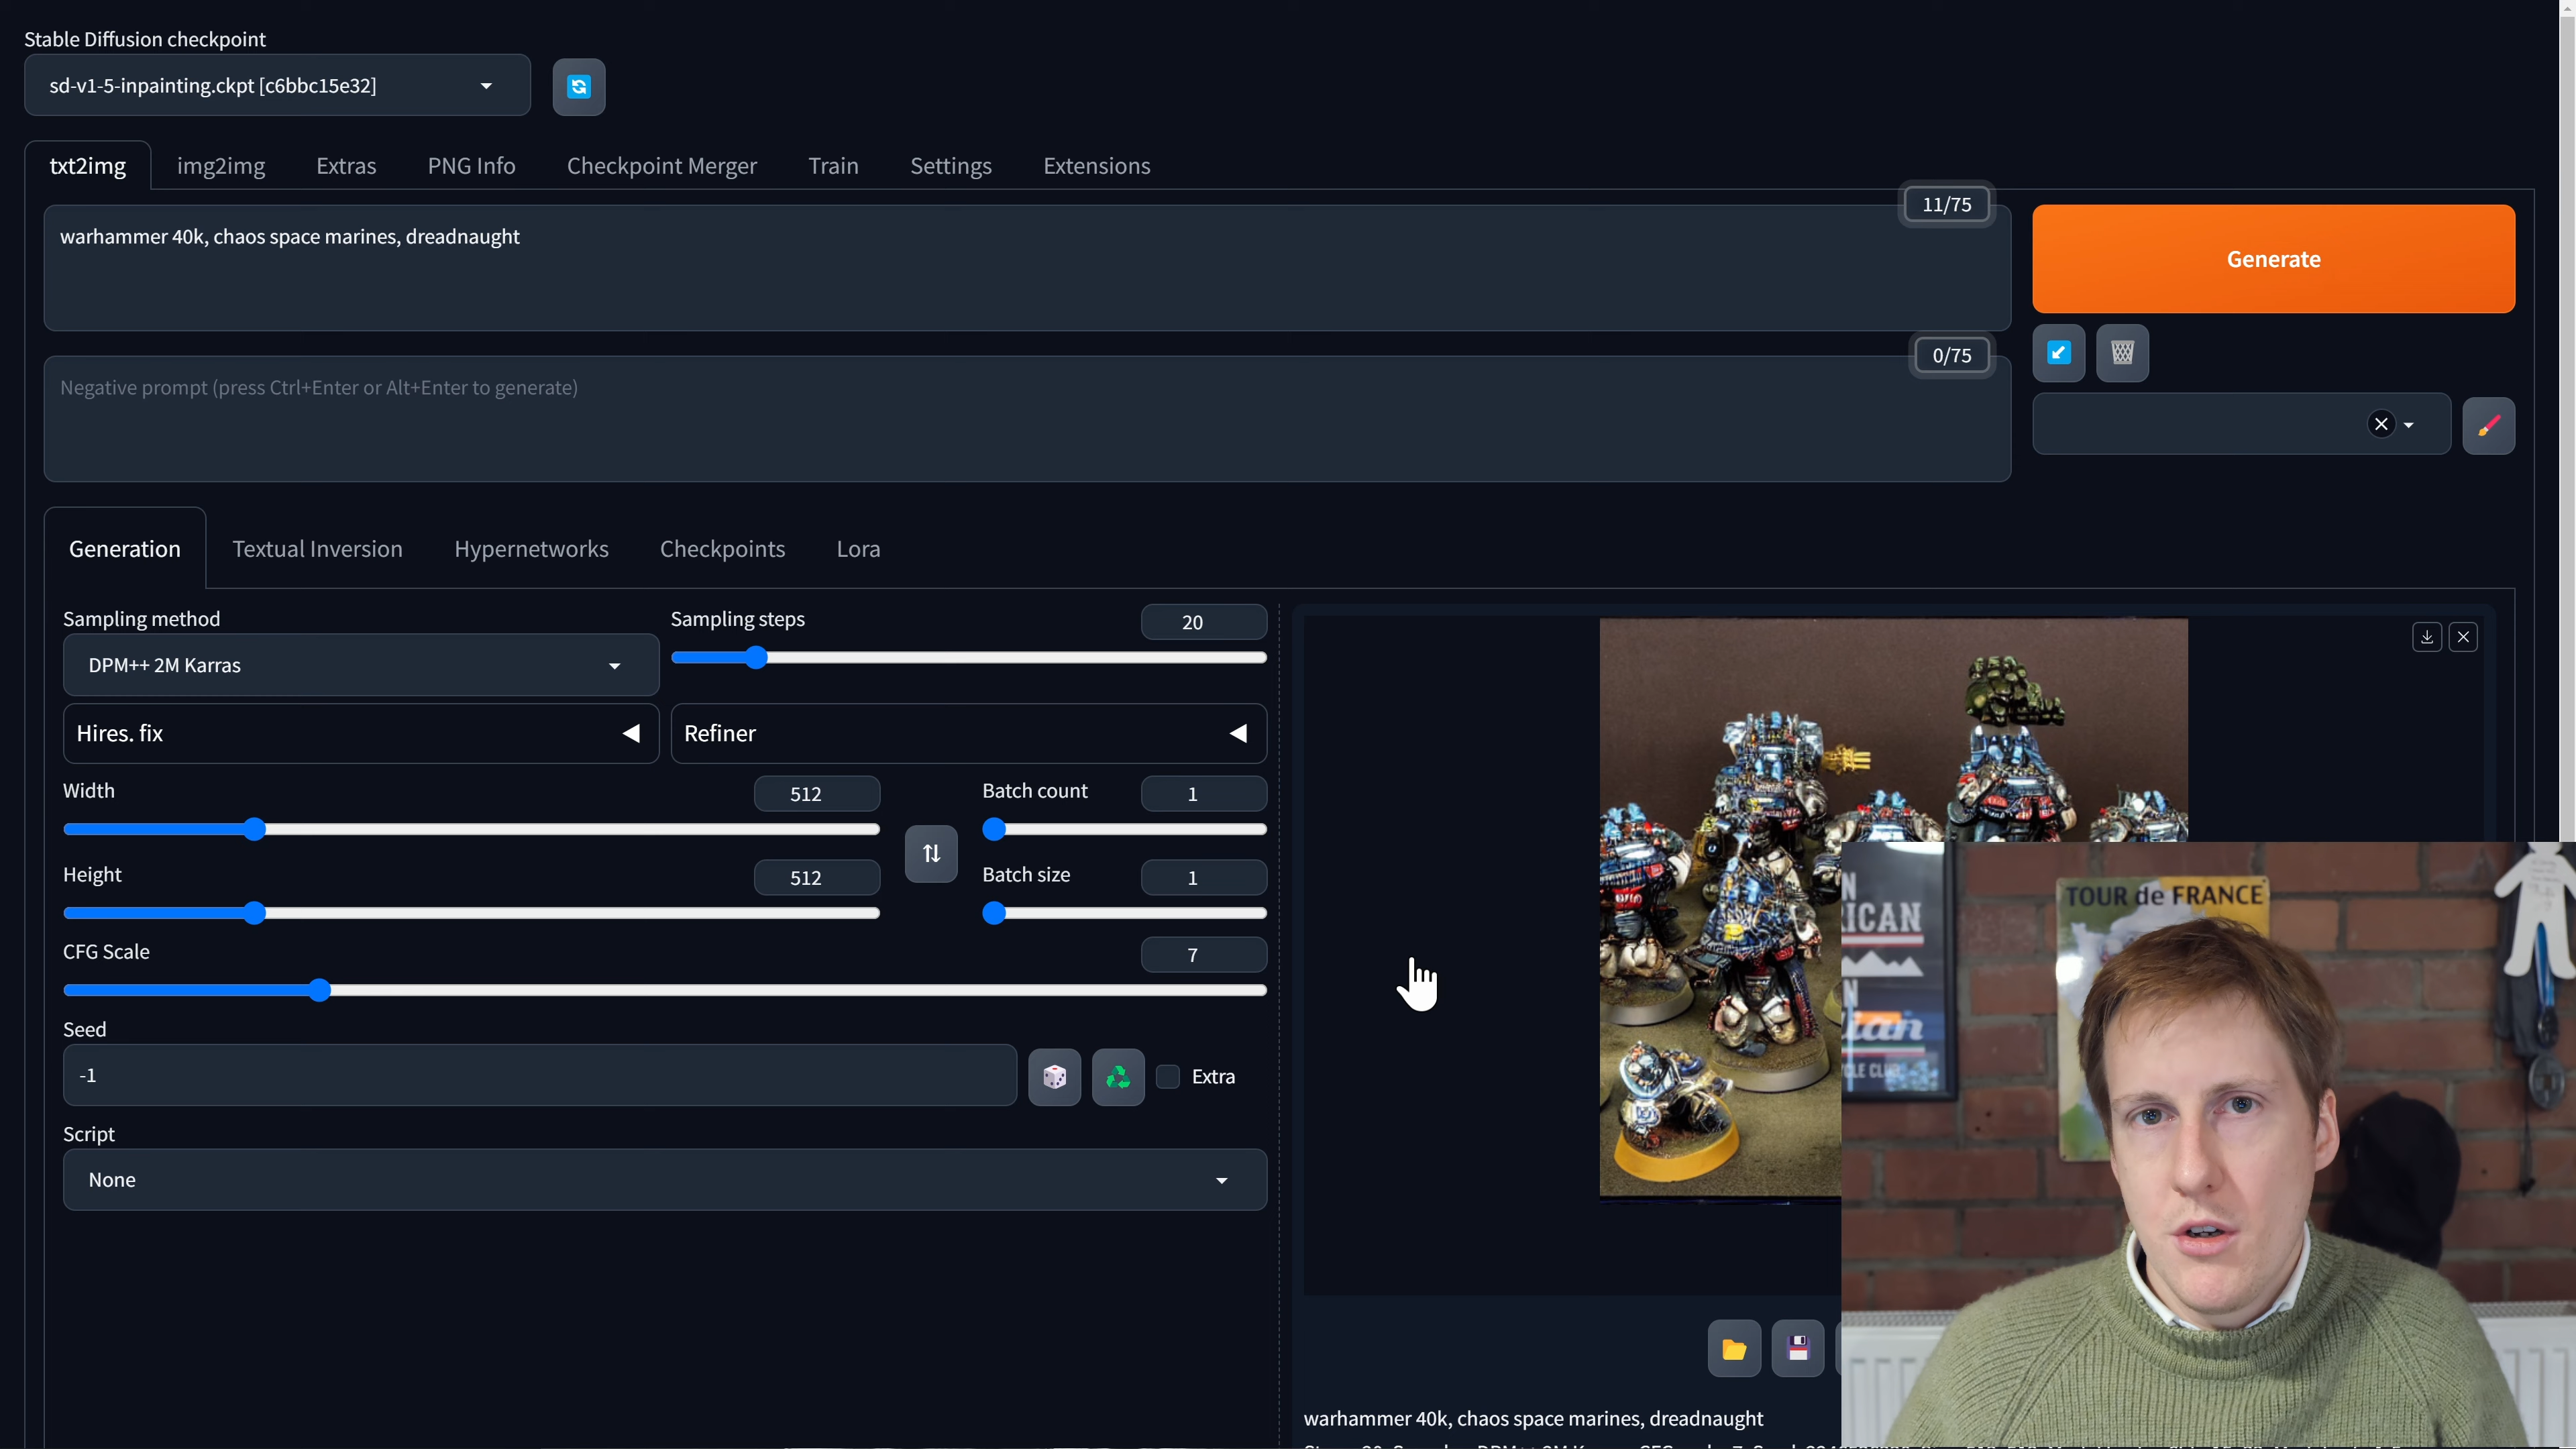 Stable Diffusion checkpoint
sd-v1-5-inpainting.ckpt [c6bbc15e32]
txt2img img2img Extras PNG Info Checkpoint Merger Train Settings Extensions
11/75
warhammer 40k, chaos space marines, dreadnaught
Generate
0/75
Negative prompt (press Ctrl+Enter or Alt+Enter to generate)
Generation Textual Inversion Hypernetworks Checkpoints Lora
Sampling method
DPM++ 2M Karras
Sampling steps 20
Hires. fix
Refiner
Width 512
Batch count 1
Height 512
Batch size 1
CFG Scale 7
Seed
-1
Extra
Script
None
TOUR de FRANCE
warhammer 40k, chaos space marines, dreadnaught